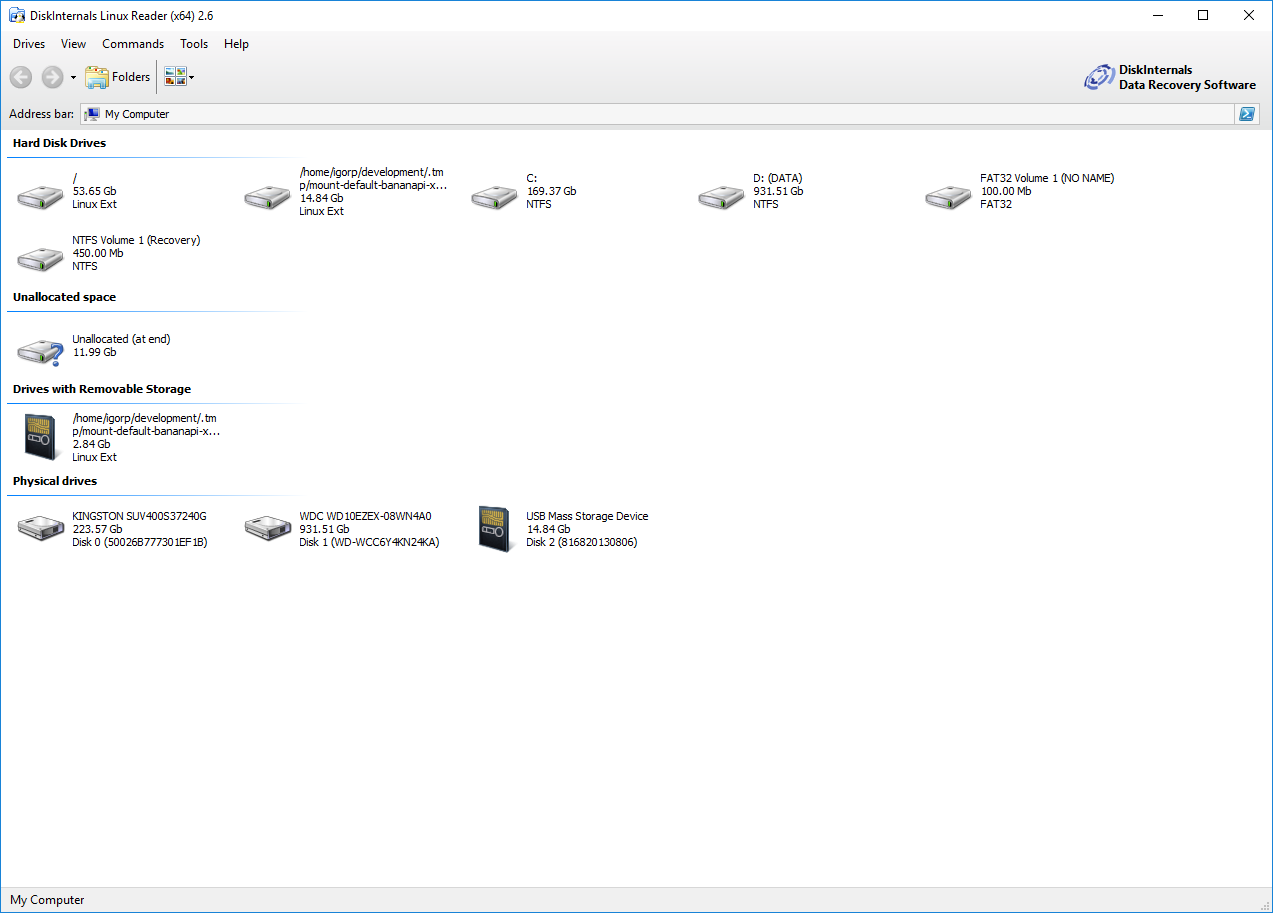 DiskInternals Linux Reader (x64) 2.6
Drives View Commands Tools Help
Folders
DiskInternals
Data Recovery Software
Address bar: My Computer
Hard Disk Drives
/
53.65 Gb
Linux Ext
/home/igorp/development/.tm
p/mount-default-bananapi-x...
14.84 Gb
Linux Ext
C:
169.37 Gb
NTFS
D: (DATA)
931.51 Gb
NTFS
FAT32 Volume 1 (NO NAME)
100.00 Mb
FAT32
NTFS Volume 1 (Recovery)
450.00 Mb
NTFS
Unallocated space
Unallocated (at end)
11.99 Gb
Drives with Removable Storage
/home/igorp/development/.tm
p/mount-default-bananapi-x...
2.84 Gb
Linux Ext
Physical drives
KINGSTON SUV400S37240G
223.57 Gb
Disk 0 (50026B777301EF1B)
WDC WD10EZEX-08WN4A0
931.51 Gb
Disk 1 (WD-WCC6Y4KN24KA)
USB Mass Storage Device
14.84 Gb
Disk 2 (816820130806)
My Computer